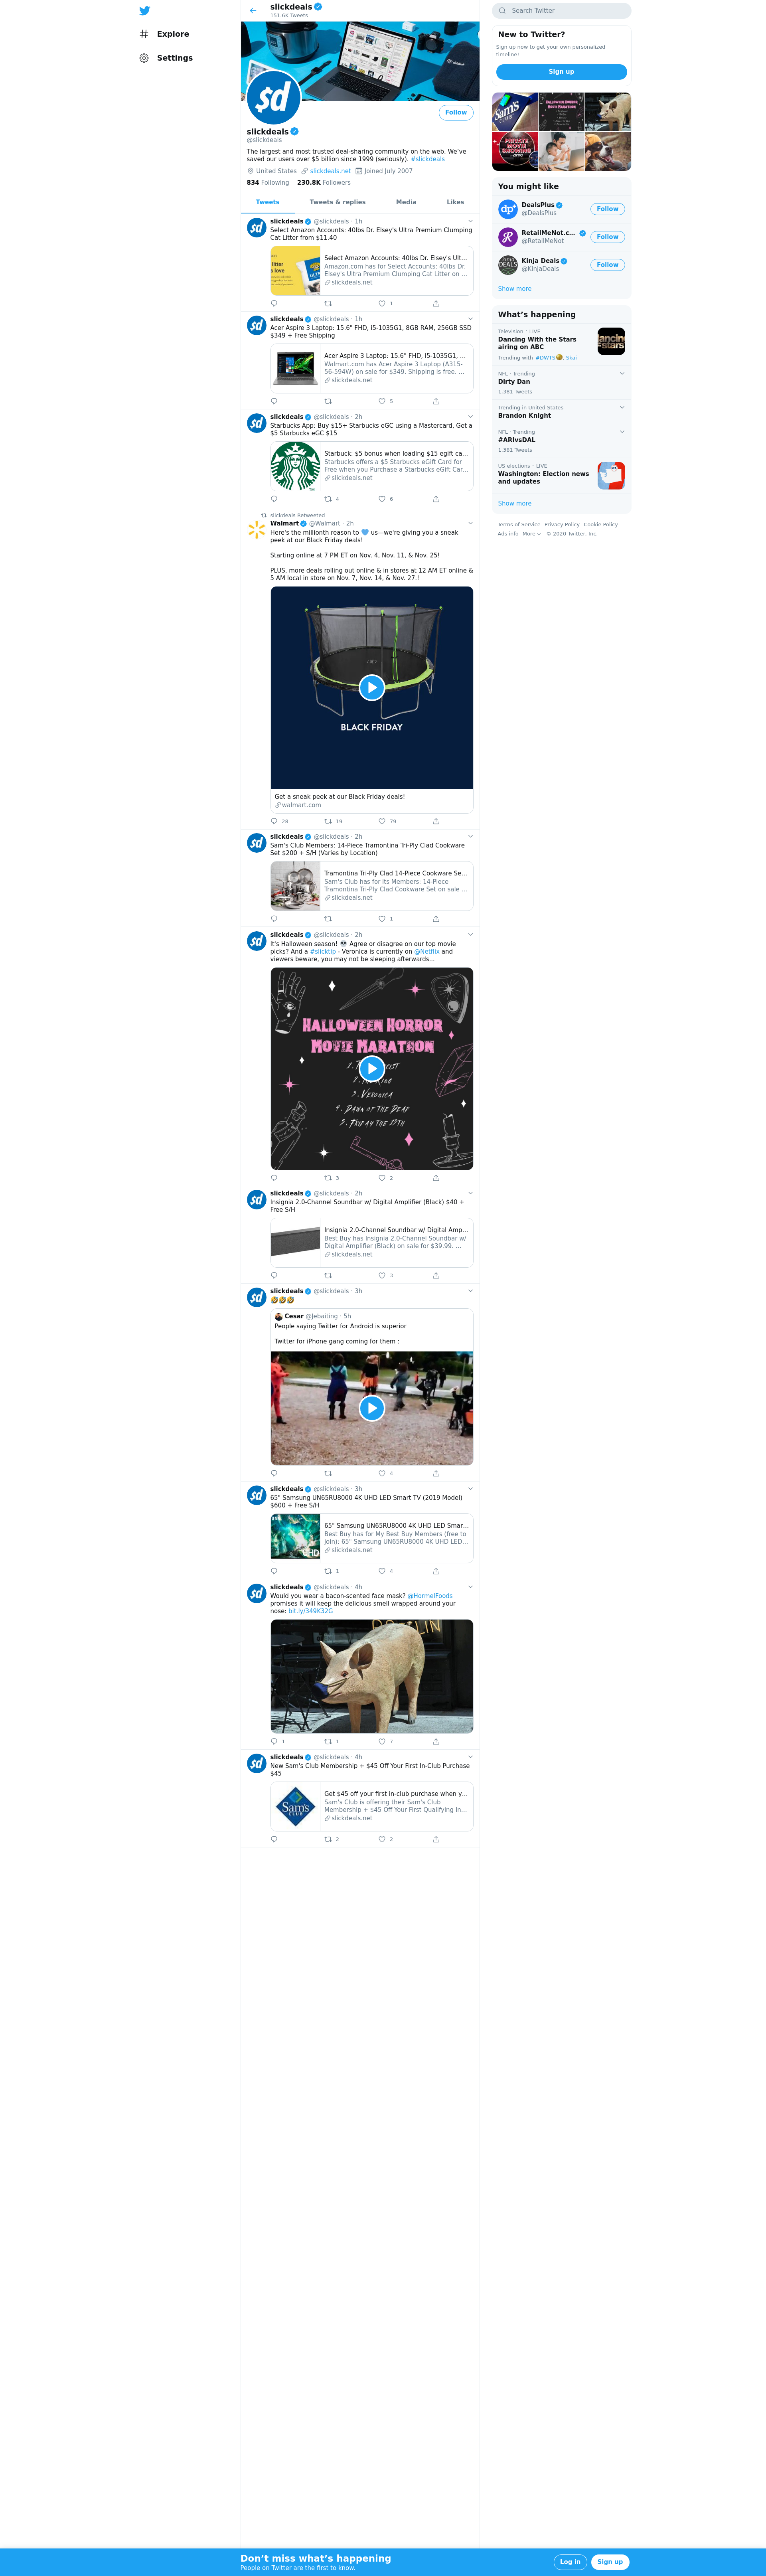 slickdeals
151.6K Tweets
Explore
Settings
$d
Follow
slickdeals
@slickdeals
The largest and most trusted deal-sharing community on the web. We've
saved our users over $5 billion since 1999 (seriously). #slickdeals
United States slickdeals.net Joined July 2007
834 Following 230.8K Followers
Tweets Tweets & replies Media Likes
slickdeals @slickdeals · 1h
Select Amazon Accounts: 40lbs Dr. Elsey's Ultra Premium Clumping
Cat Litter from $11.40
Select Amazon Accounts: 40lbs Dr. Elsey's Ult...
Amazon.com has for Select Accounts: 40lbs Dr.
Elsey's Ultra Premium Clumping Cat Litter on ...
slickdeals.net
1
slickdeals @slickdeals · 1h
Acer Aspire 3 Laptop: 15.6" FHD, i5-1035G1, 8GB RAM, 256GB SSD
$349 + Free Shipping
Acer Aspire 3 Laptop: 15.6" FHD, i5-1035G1, ...
Walmart.com has Acer Aspire 3 Laptop (A315-
56-594W) on sale for $349. Shipping is free. ...
slickdeals.net
5
slickdeals @slickdeals · 2h
Starbucks App: Buy $15+ Starbucks eGC using a Mastercard, Get a
$5 Starbucks eGC $15
Starbuck: $5 bonus when loading $15 egift ca...
Starbucks offers a $5 Starbucks eGift Card for
Free when you Purchase a Starbucks eGift Car...
slickdeals.net
4 6
slickdeals Retweeted
Walmart @Walmart · 2h
Here's the millionth reason to 💙 us—we're giving you a sneak
peek at our Black Friday deals!
Starting online at 7 PM ET on Nov. 4, Nov. 11, & Nov. 25!
PLUS, more deals rolling out online & in stores at 12 AM ET online &
5 AM local in store on Nov. 7, Nov. 14, & Nov. 27.!
BLACK FRIDAY
Get a sneak peek at our Black Friday deals!
walmart.com
28 19 79
slickdeals @slickdeals · 2h
Sam's Club Members: 14-Piece Tramontina Tri-Ply Clad Cookware
Set $200 + S/H (Varies by Location)
Tramontina Tri-Ply Clad 14-Piece Cookware Se...
Sam's Club has for its Members: 14-Piece
Tramontina Tri-Ply Clad Cookware Set on sale ...
slickdeals.net
1
slickdeals @slickdeals · 2h
It's Halloween season! 💀 Agree or disagree on our top movie
picks? And a #slicktip - Veronica is currently on @Netflix and
viewers beware, you may not be sleeping afterwards...
HALLOWEEN HORROR
MOVIE MARATHON
3. VERONICA
4. DAWN OF THE DEAD
5. FRIDAY THE 13TH
3 2
slickdeals @slickdeals · 2h
Insignia 2.0-Channel Soundbar w/ Digital Amplifier (Black) $40 +
Free S/H
Insignia 2.0-Channel Soundbar w/ Digital Amp...
Best Buy has Insignia 2.0-Channel Soundbar w/
Digital Amplifier (Black) on sale for $39.99. ...
slickdeals.net
3
slickdeals @slickdeals · 3h
🤣🤣🤣
Cesar @Jebaiting · 5h
People saying Twitter for Android is superior
Twitter for iPhone gang coming for them :
4
slickdeals @slickdeals · 3h
65" Samsung UN65RU8000 4K UHD LED Smart TV (2019 Model)
$600 + Free S/H
65" Samsung UN65RU8000 4K UHD LED Smar...
Best Buy has for My Best Buy Members (free to
join): 65" Samsung UN65RU8000 4K UHD LED...
slickdeals.net
1 4
slickdeals @slickdeals · 4h
Would you wear a bacon-scented face mask? @HormelFoods
promises it will keep the delicious smell wrapped around your
nose: bit.ly/349K32G
1 1 7
slickdeals @slickdeals · 4h
New Sam's Club Membership + $45 Off Your First In-Club Purchase
$45
Sam's
CLUB
Get $45 off your first in-club purchase when y...
Sam's Club is offering their Sam's Club
Membership + $45 Off Your First Qualifying In...
slickdeals.net
2 2
Search Twitter
New to Twitter?
Sign up now to get your own personalized
timeline!
Sign up
You might like
DealsPlus
@DealsPlus
Follow
RetailMeNot.c...
@RetailMeNot
Follow
Kinja Deals
@KinjaDeals
Follow
Show more
What's happening
Television · LIVE
Dancing With the Stars
airing on ABC
Trending with #DWTS, Skai
NFL · Trending
Dirty Dan
1,381 Tweets
Trending in United States
Brandon Knight
NFL · Trending
#ARIvsDAL
1,381 Tweets
US elections · LIVE
Washington: Election news
and updates
Show more
Terms of Service Privacy Policy Cookie Policy
Ads info More © 2020 Twitter, Inc.
Don't miss what's happening
People on Twitter are the first to know.
Log in Sign up